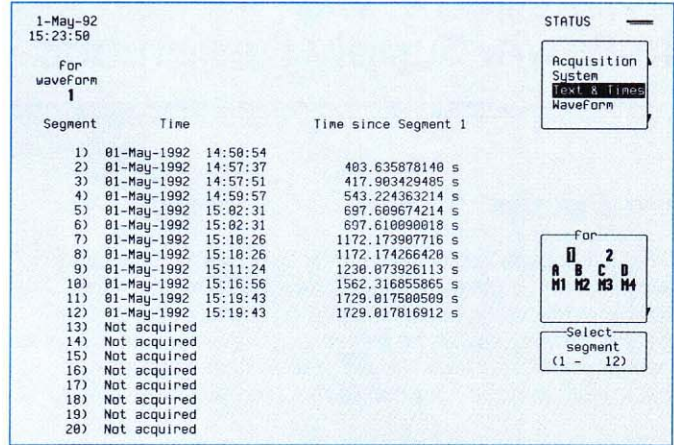 1-May-92
15:23:50
For
waveform
1
Segment Time Time since Segment 1
1) 01-May-1992 14:50:54
2) 01-May-1992 14:57:37 403.635878140 s
3) 01-May-1992 14:57:51 417.903429485 s
4) 01-May-1992 14:59:57 543.224363214 s
5) 01-May-1992 15:02:31 697.609674214 s
6) 01-May-1992 15:02:31 697.610090018 s
7) 01-May-1992 15:10:26 1172.173907716 s
8) 01-May-1992 15:10:26 1172.174266420 s
9) 01-May-1992 15:11:24 1230.073926113 s
10) 01-May-1992 15:16:56 1562.316855865 s
11) 01-May-1992 15:19:43 1729.017500509 s
12) 01-May-1992 15:19:43 1729.017816912 s
13) Not acquired
14) Not acquired
15) Not acquired
16) Not acquired
17) Not acquired
18) Not acquired
19) Not acquired
20) Not acquired
STATUS
Acquisition
System
Text & Times
Waveform
For
1 2
A B C D
M1 M2 M3 M4
Select
segment
(1 - 12)